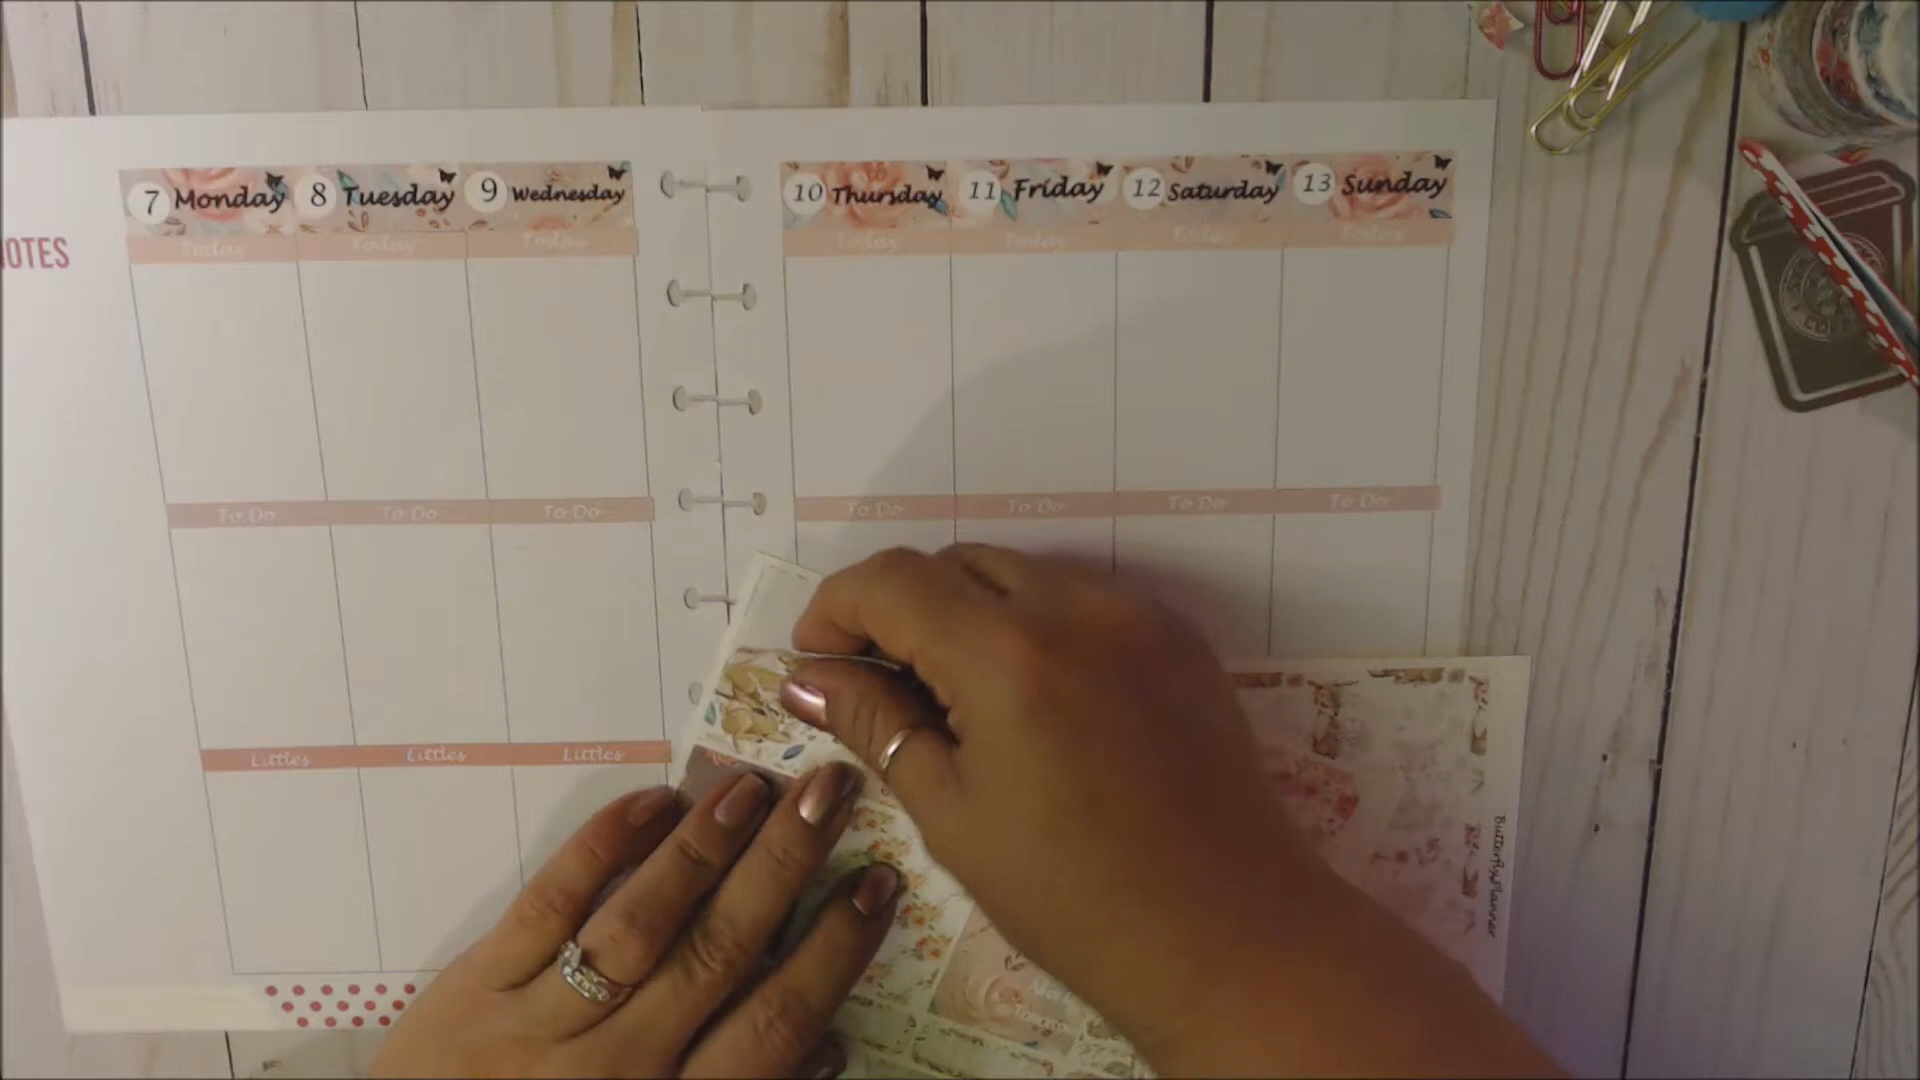 7 Monday 8 Tuesday 9 Wednesday 10 Thursday 11 Friday 12 Saturday 13 Sunday
Today Today Today Today Today Today Today
OTES
To Do To Do To Do To Do To Do To Do To Do
Littles Littles Littles
ButterflyPlanner